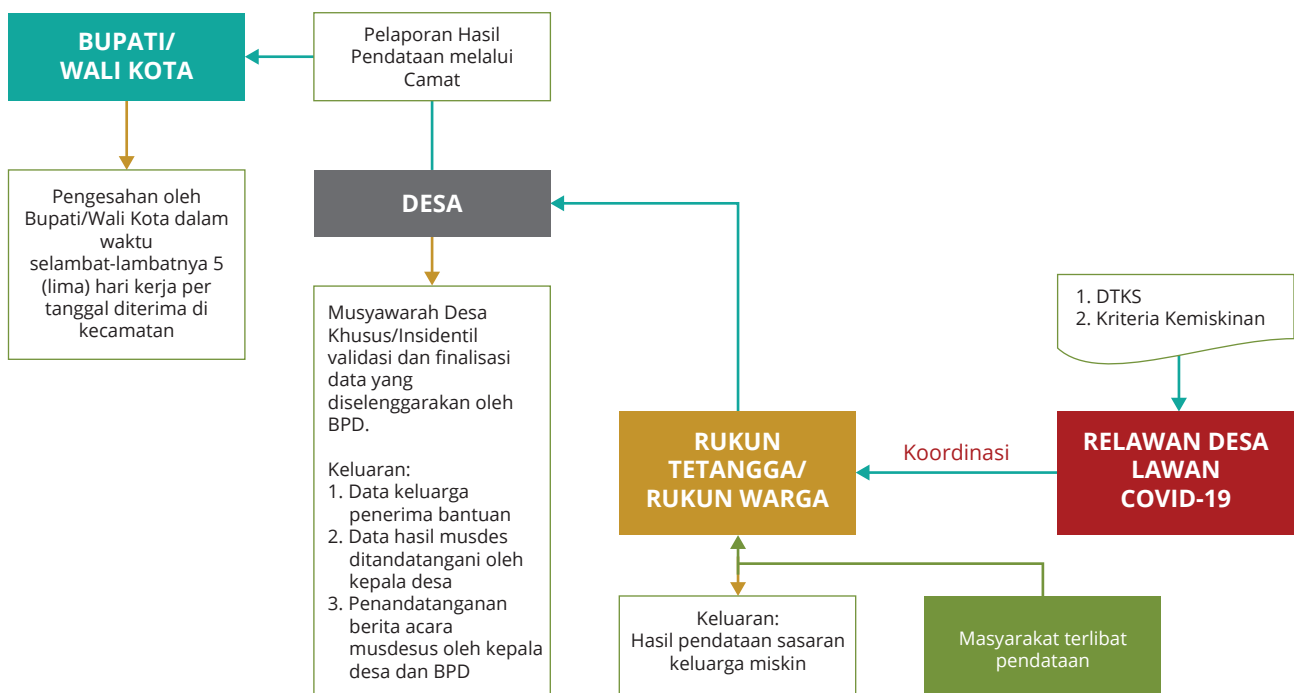 BUPATI/
WALI KOTA
Pelaporan Hasil
Pendataan melalui
Camat
Pengesahan oleh
Bupati/Wali Kota dalam
waktu
selambat-lambatnya 5
(lima) hari kerja per
tanggal diterima di
kecamatan
DESA
Musyawarah Desa
Khusus/Insidentil
validasi dan finalisasi
data yang
diselenggarakan oleh
BPD.
Keluaran:
1. Data keluarga
penerima bantuan
2. Data hasil musdes
ditandatangani oleh
kepala desa
3. Penandatanganan
berita acara
musdesus oleh kepala
desa dan BPD
RUKUN
TETANGGA/
RUKUN WARGA
Keluaran:
Hasil pendataan sasaran
keluarga miskin
Koordinasi
1. DTKS
2. Kriteria Kemiskinan
RELAWAN DESA
LAWAN
COVID-19
Masyarakat terlibat
pendataan